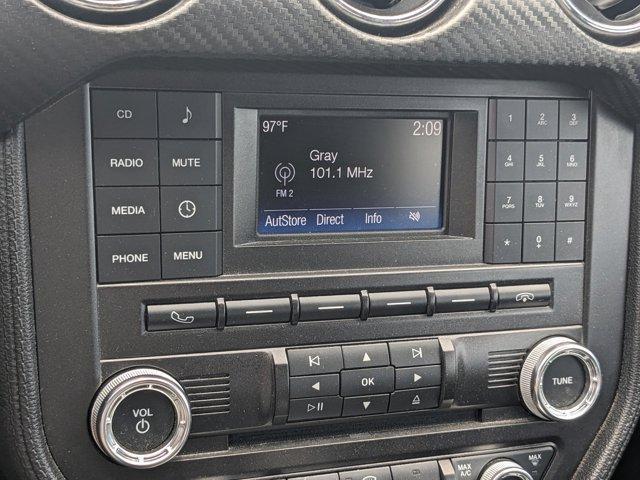 CD
RADIO
MUTE
MEDIA
PHONE
MENU
97°F
2:09
Gray
101.1 MHz
FM 2
AutStore Direct Info
1 2 ABC 3 DEF
4 GHI 5 JKL 6 MNO
7 PQRS 8 TUV 9 WXYZ
* 0 + #
VOL
OK
TUNE
MAX A/C
MAX